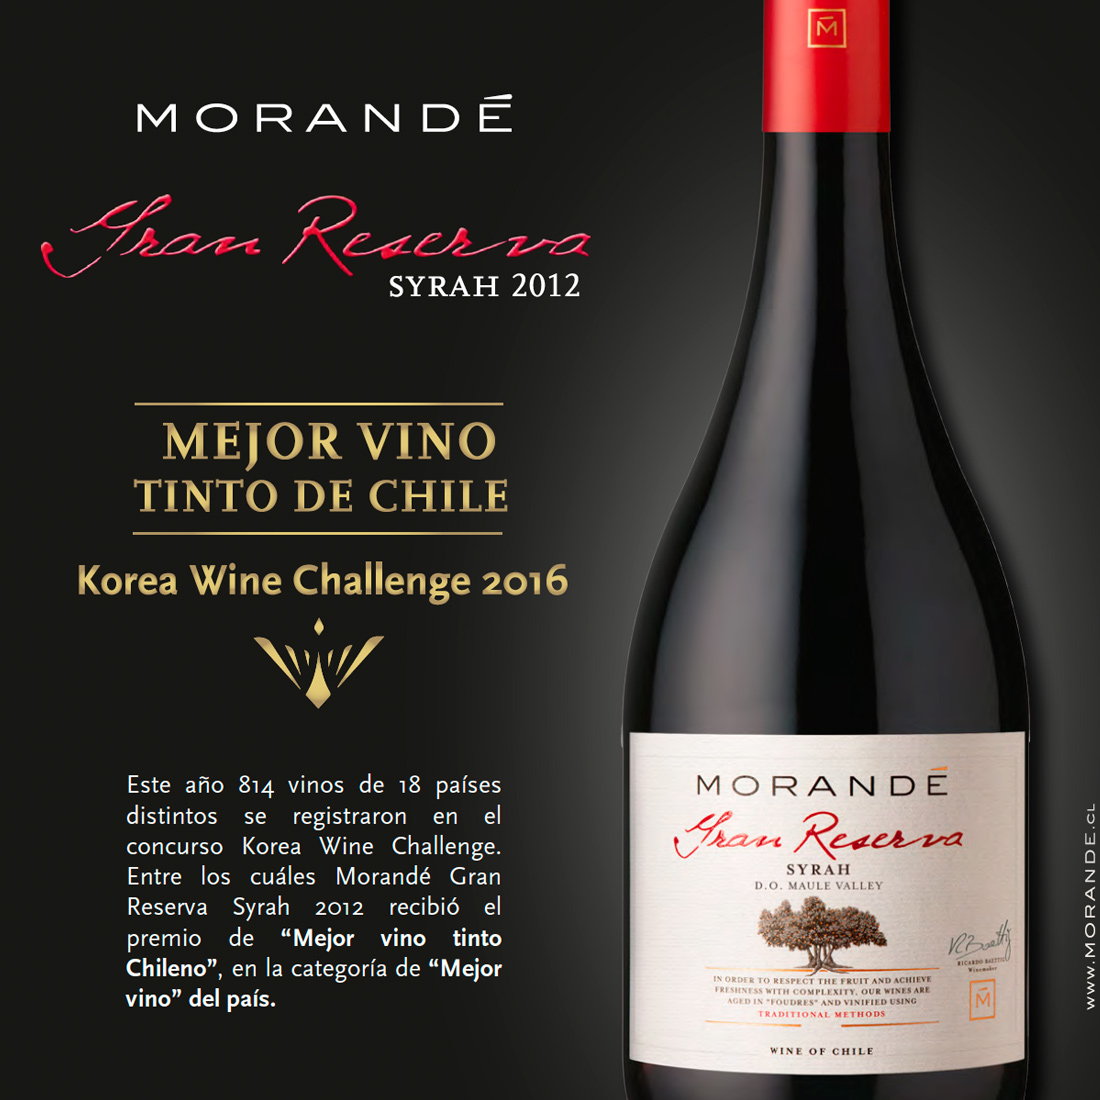 MORANDÉ
Gran Reserva
SYRAH 2012
MEJOR VINO
TINTO DE CHILE
Korea Wine Challenge 2016
Este año 814 vinos de 18 países
distintos se registraron en el
concurso Korea Wine Challenge.
Entre los cuáles Morandé Gran
Reserva Syrah 2012 recibió el
premio de “Mejor vino tinto
Chileno”, en la categoría de “Mejor
vino” del país.
M
MORANDÉ
Gran Reserva
SYRAH
D.O. MAULE VALLEY
RICARDO BAETTIG
Winemaker
IN ORDER TO RESPECT THE FRUIT AND ACHIEVE
FRESHNESS WITH COMPLEXITY, OUR WINES ARE
AGED IN "FOUDRES" AND VINIFIED USING
TRADITIONAL METHODS
M
WINE OF CHILE
WWW.MORANDE.CL